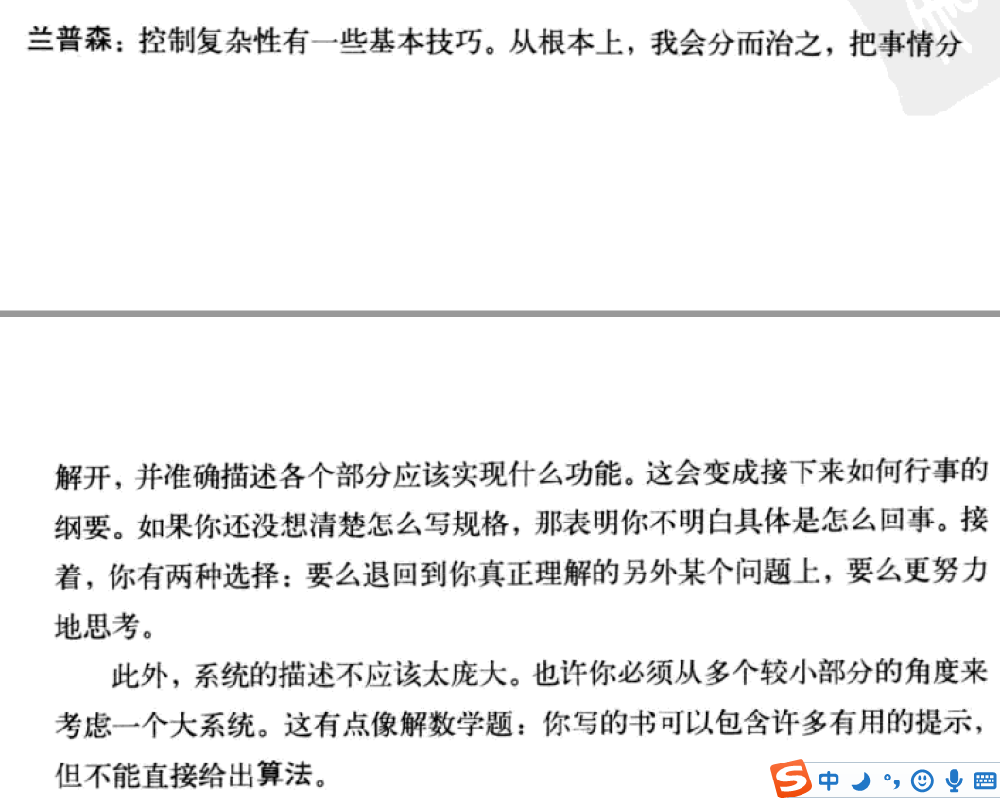 兰普森：控制复杂性有一些基本技巧。从根本上，我会分而治之，把事情分
解开，并准确描述各个部分应该实现什么功能。这会变成接下来如何行事的
纲要。如果你还没想清楚怎么写规格，那表明你不明白具体是怎么回事。接
着，你有两种选择：要么退回到你真正理解的另外某个问题上，要么更努力
地思考。
此外，系统的描述不应该太庞大。也许你必须从多个较小部分的角度来
考虑一个大系统。这有点像解数学题：你写的书可以包含许多有用的提示，
但不能直接给出算法。
S中